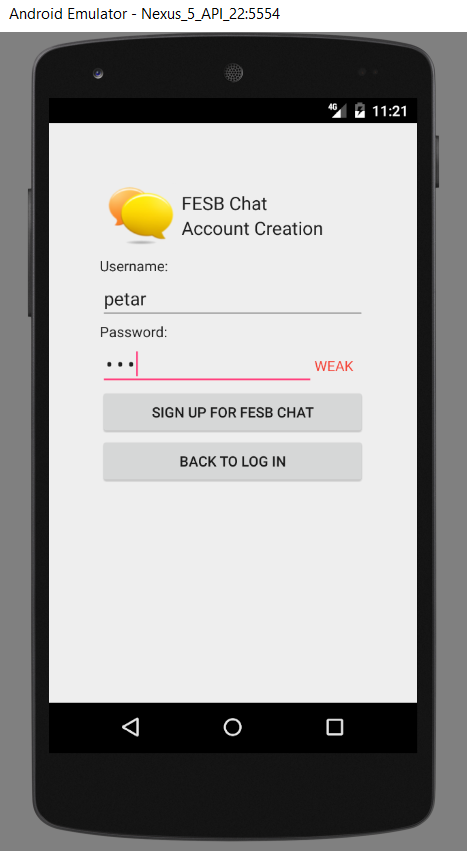 Android Emulator - Nexus_5_API_22:5554
4G 11:21
FESB Chat
Account Creation
Username:
petar
Password:
•••
WEAK
SIGN UP FOR FESB CHAT
BACK TO LOG IN